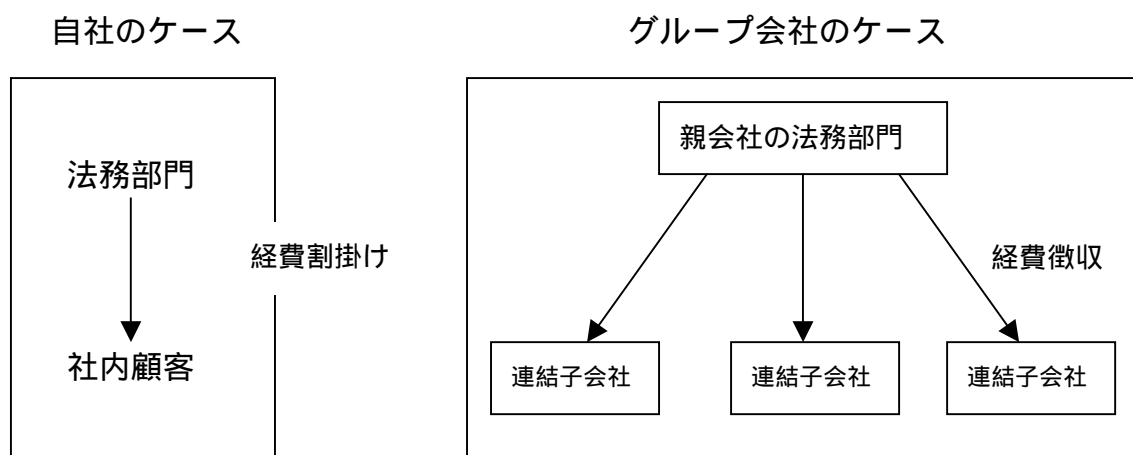 自社のケース
法務部門
経費割掛け
社内顧客
グループ会社のケース
親会社の法務部門
経費徴収
連結子会社
連結子会社
連結子会社